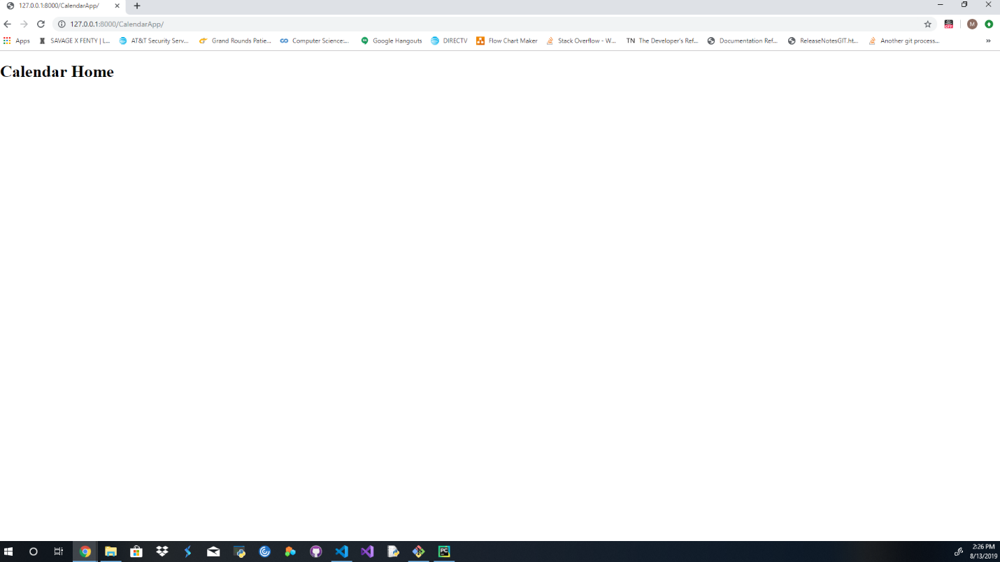 127.0.0.1:8000/CalendarApp/
127.0.0.1:8000/CalendarApp/
OFF
M
Apps SAVAGE X FENTY | L... AT&T Security Serv... Grand Rounds Patie... Computer Science:... Google Hangouts DIRECTV Flow Chart Maker Stack Overflow - W... TN The Developer's Ref... Documentation Ref... ReleaseNotesGIT.ht... Another git process... »
Calendar Home
PC
2:26 PM
8/13/2019